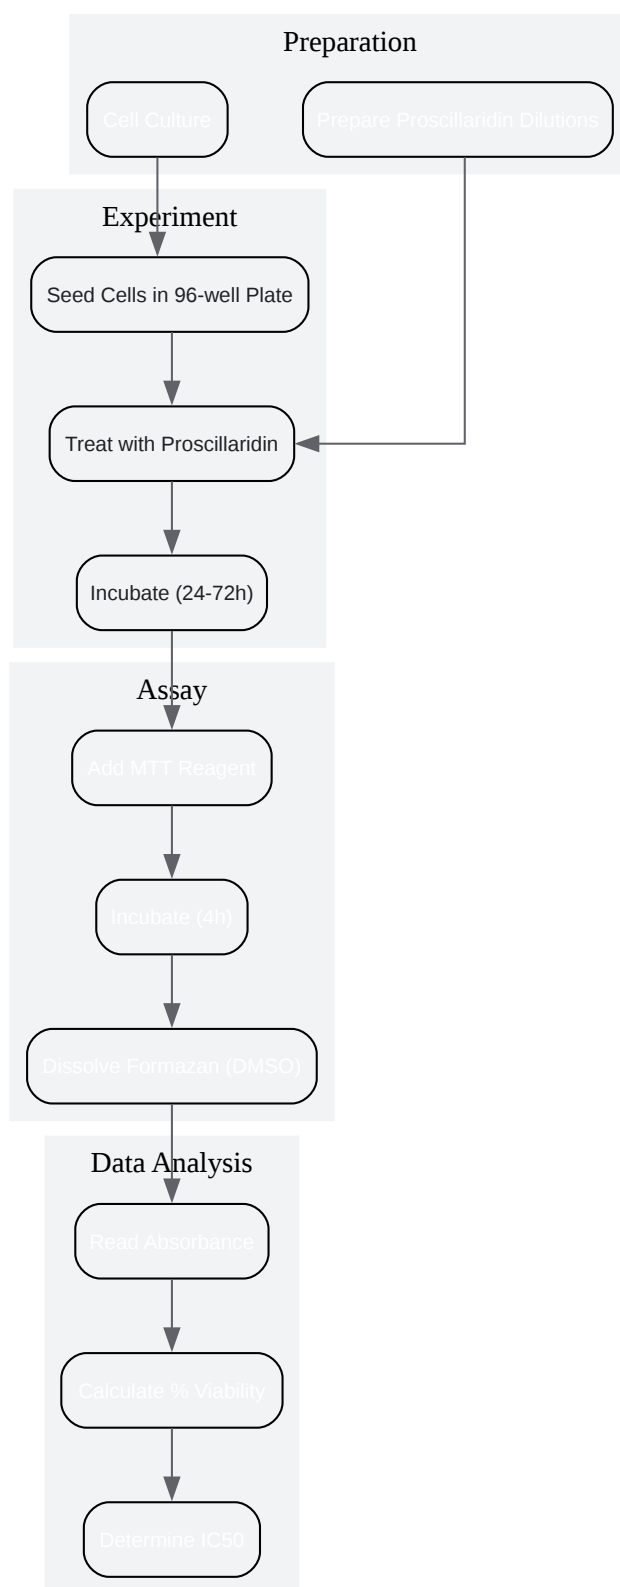 Preparation
Cell Culture
Prepare Proscillaridin Dilutions
Experiment
Seed Cells in 96-well Plate
Treat with Proscillaridin
Incubate (24-72h)
Assay
Add MTT Reagent
Incubate (4h)
Dissolve Formazan (DMSO)
Data Analysis
Read Absorbance
Calculate % Viability
Determine IC50